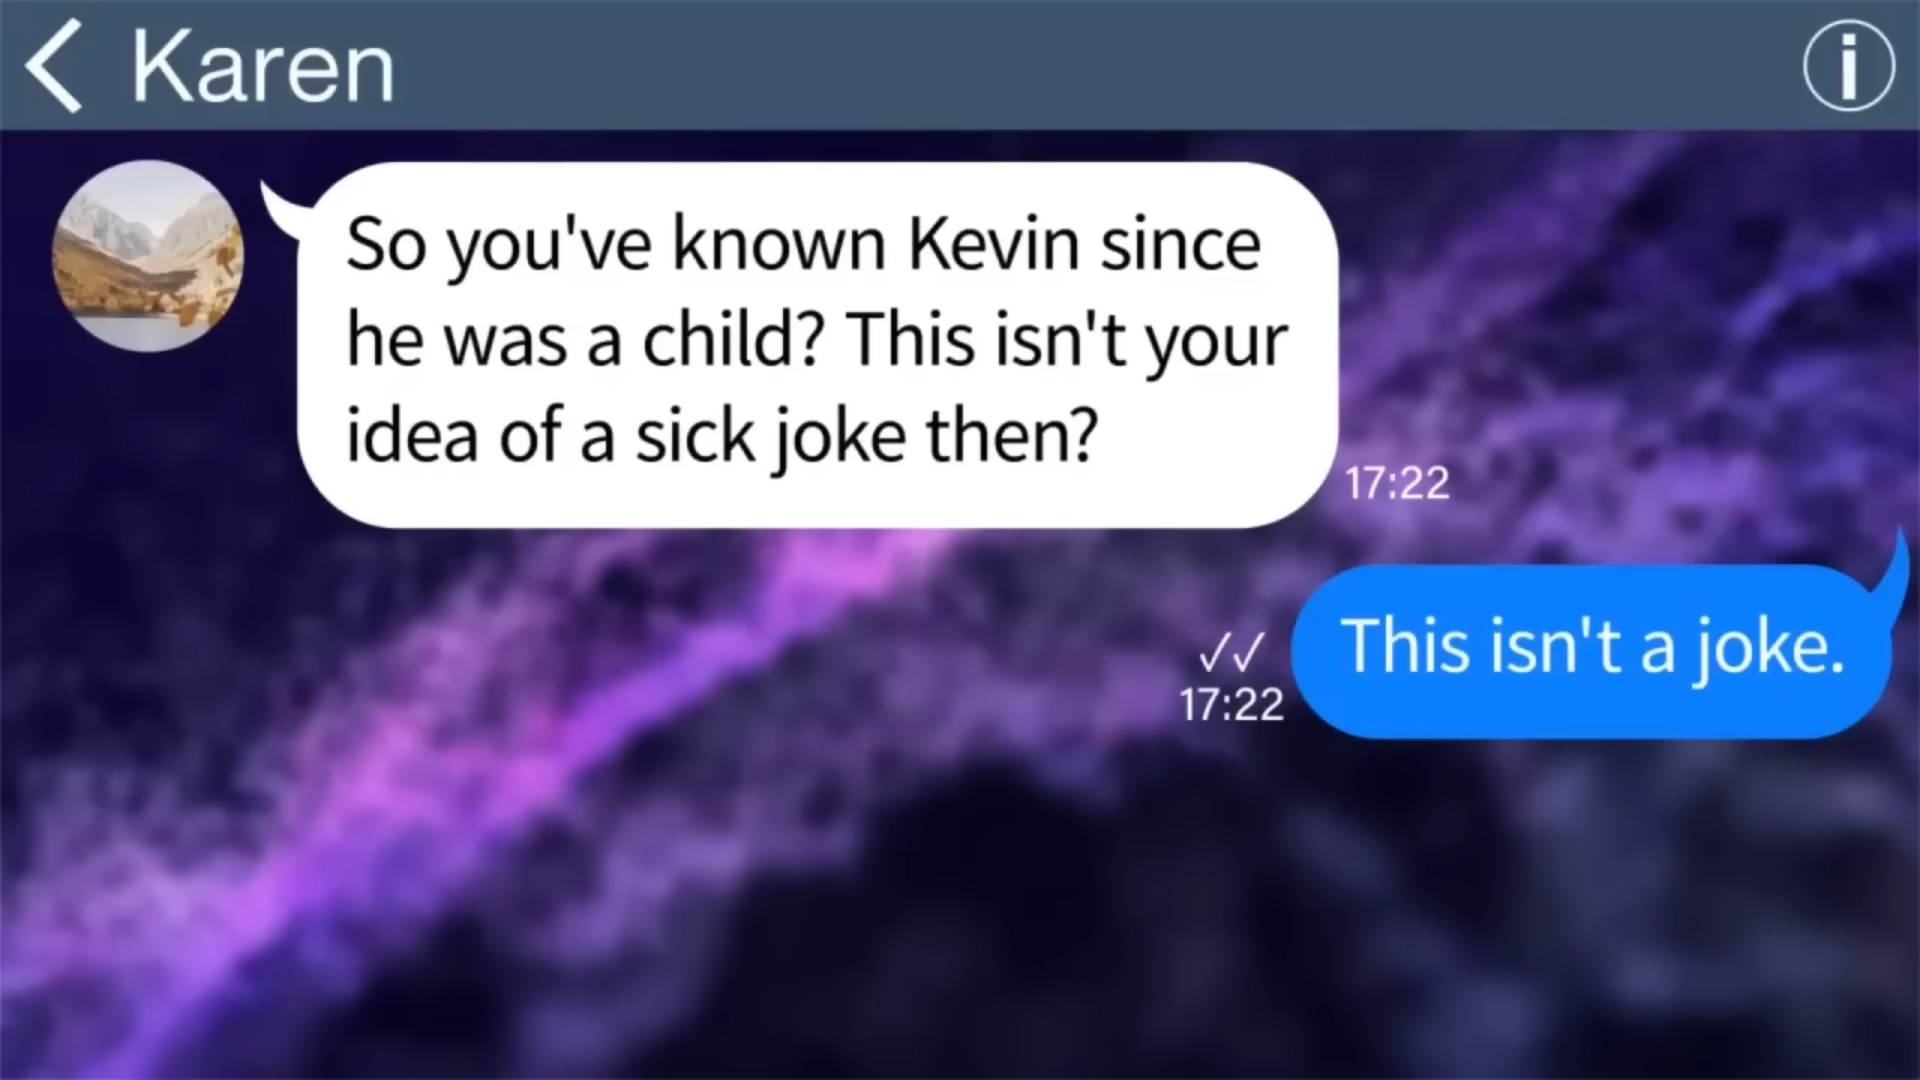 Karen
So you've known Kevin since
he was a child? This isn't your
idea of a sick joke then?
17:22
This isn't a joke.
17:22